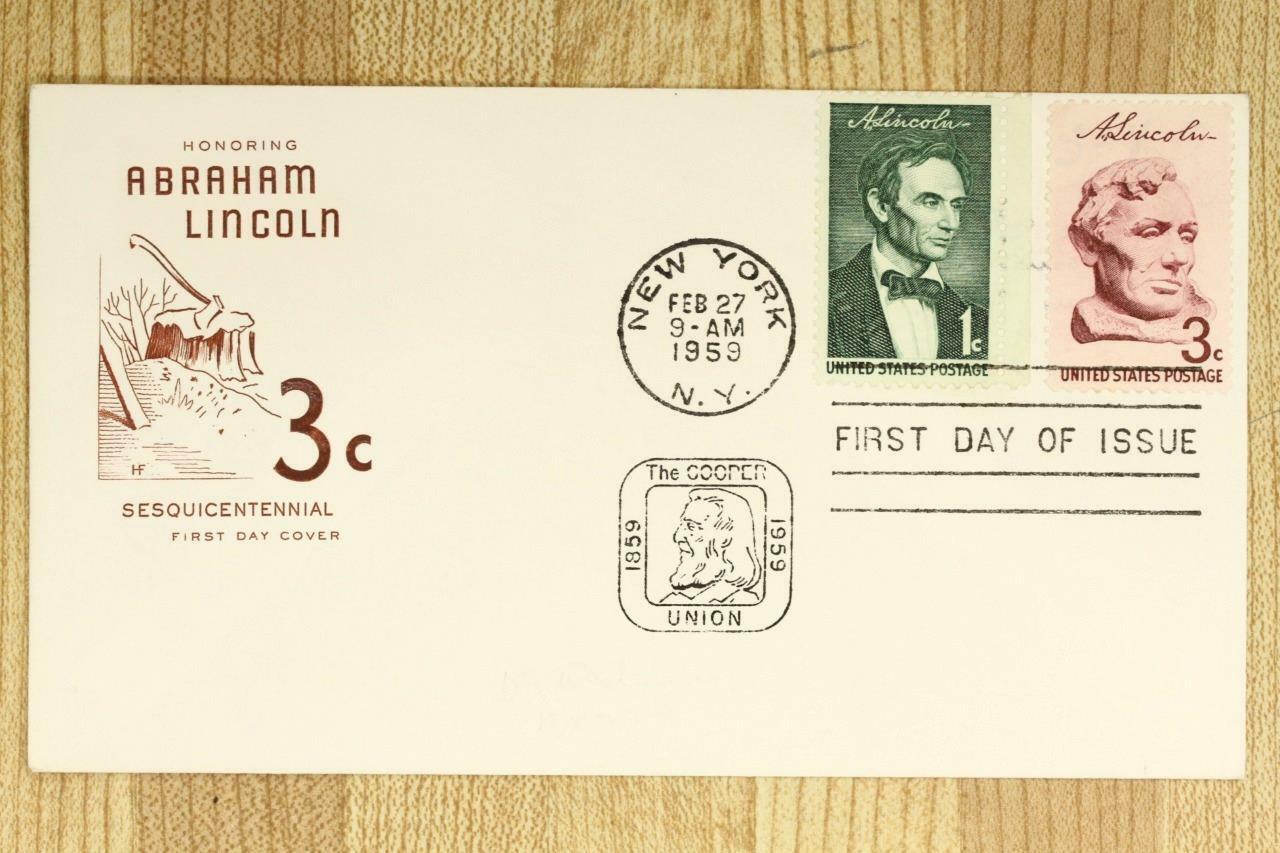 HONORING
ABRAHAM
LINCOLN
3c
HF
SESQUICENTENNIAL
FIRST DAY COVER
NEW YORK
FEB 27
9-AM
1959
N.Y.
The COOPER
1859
1959
UNION
A. Lincoln
1c
UNITED STATES POSTAGE
A. Lincoln
3c
UNITED STATES POSTAGE
FIRST DAY OF ISSUE